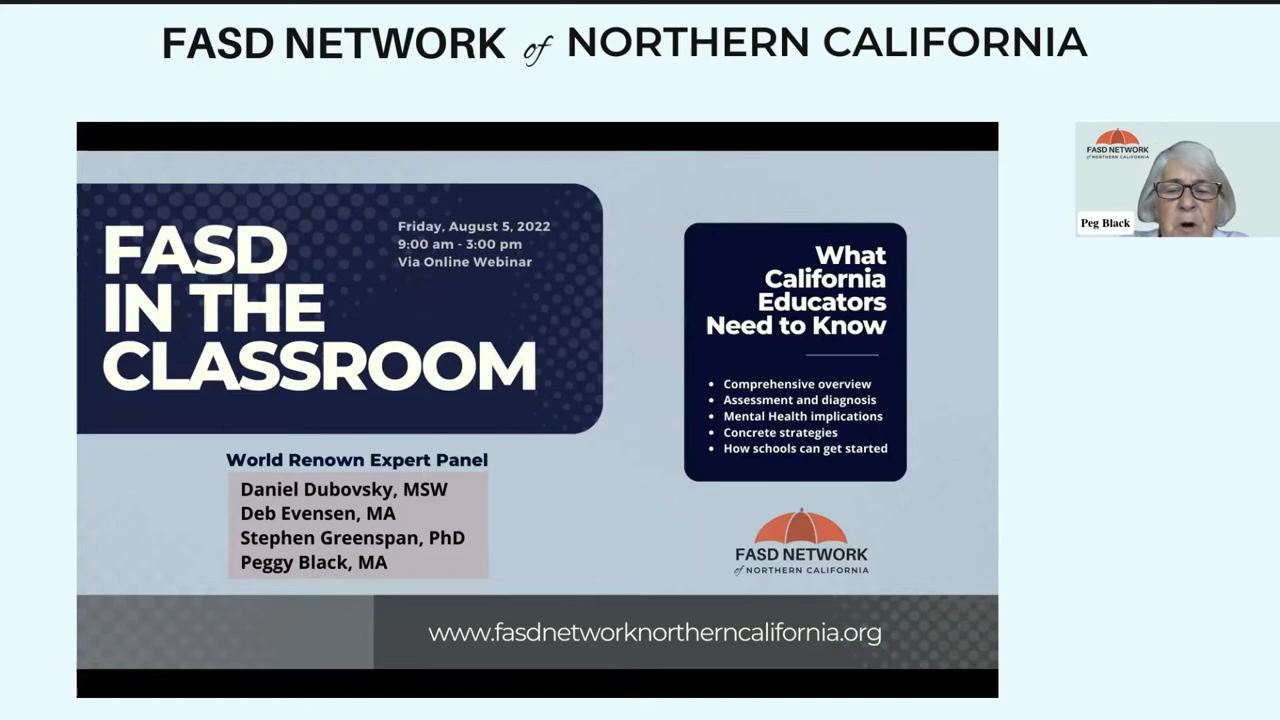 FASD NETWORK of NORTHERN CALIFORNIA
FASD
IN THE
CLASSROOM
Friday, August 5, 2022
9:00 am - 3:00 pm
Via Online Webinar
World Renown Expert Panel
Daniel Dubovsky, MSW
Deb Evensen, MA
Stephen Greenspan, PhD
Peggy Black, MA
What
California
Educators
Need to Know
• Comprehensive overview
• Assessment and diagnosis
• Mental Health implications
• Concrete strategies
• How schools can get started
FASD NETWORK
of NORTHERN CALIFORNIA
www.fasdnetworknortherncalifornia.org
FASD NETWORK
of NORTHERN CALIFORNIA
Peg Black